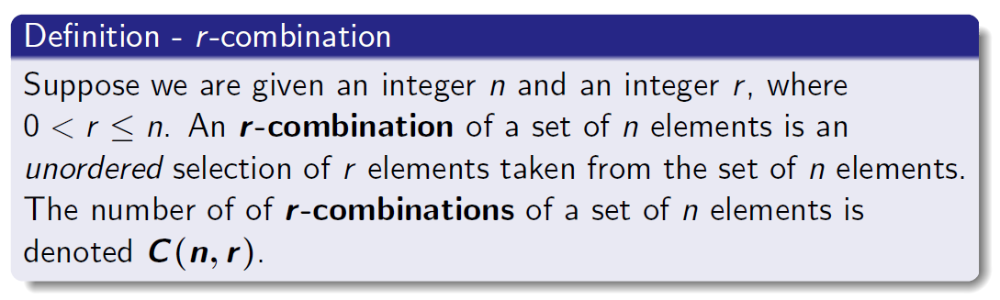 Definition - r-combination
Suppose we are given an integer n and an integer r, where
0 < r ≤ n. An r-combination of a set of n elements is an
unordered selection of r elements taken from the set of n elements.
The number of of r-combinations of a set of n elements is
denoted C(n, r).